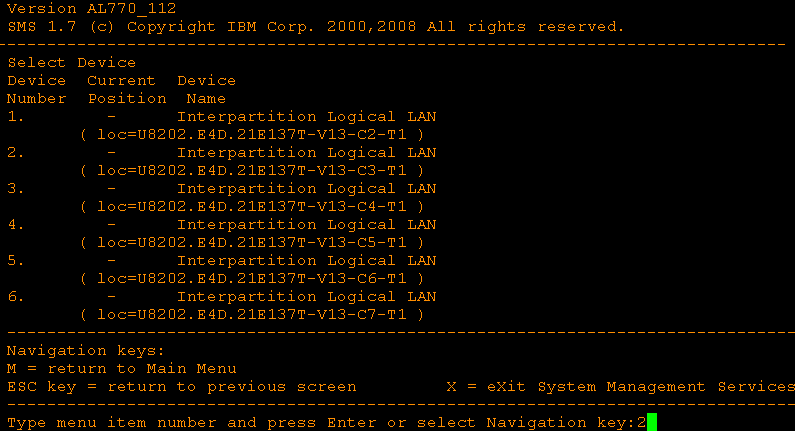 Version AL770_112
SMS 1.7 (c) Copyright IBM Corp. 2000,2008 All rights reserved.
-------------------------------------------------------------------------------
Select Device
Device  Current  Device
Number  Position  Name
1.        -      Interpartition Logical LAN
       ( loc=U8202.E4D.21E137T-V13-C2-T1 )
2.        -      Interpartition Logical LAN
       ( loc=U8202.E4D.21E137T-V13-C3-T1 )
3.        -      Interpartition Logical LAN
       ( loc=U8202.E4D.21E137T-V13-C4-T1 )
4.        -      Interpartition Logical LAN
       ( loc=U8202.E4D.21E137T-V13-C5-T1 )
5.        -      Interpartition Logical LAN
       ( loc=U8202.E4D.21E137T-V13-C6-T1 )
6.        -      Interpartition Logical LAN
       ( loc=U8202.E4D.21E137T-V13-C7-T1 )
-------------------------------------------------------------------------------
Navigation keys:
M = return to Main Menu
ESC key = return to previous screen         X = eXit System Management Services
-------------------------------------------------------------------------------
Type menu item number and press Enter or select Navigation key:2